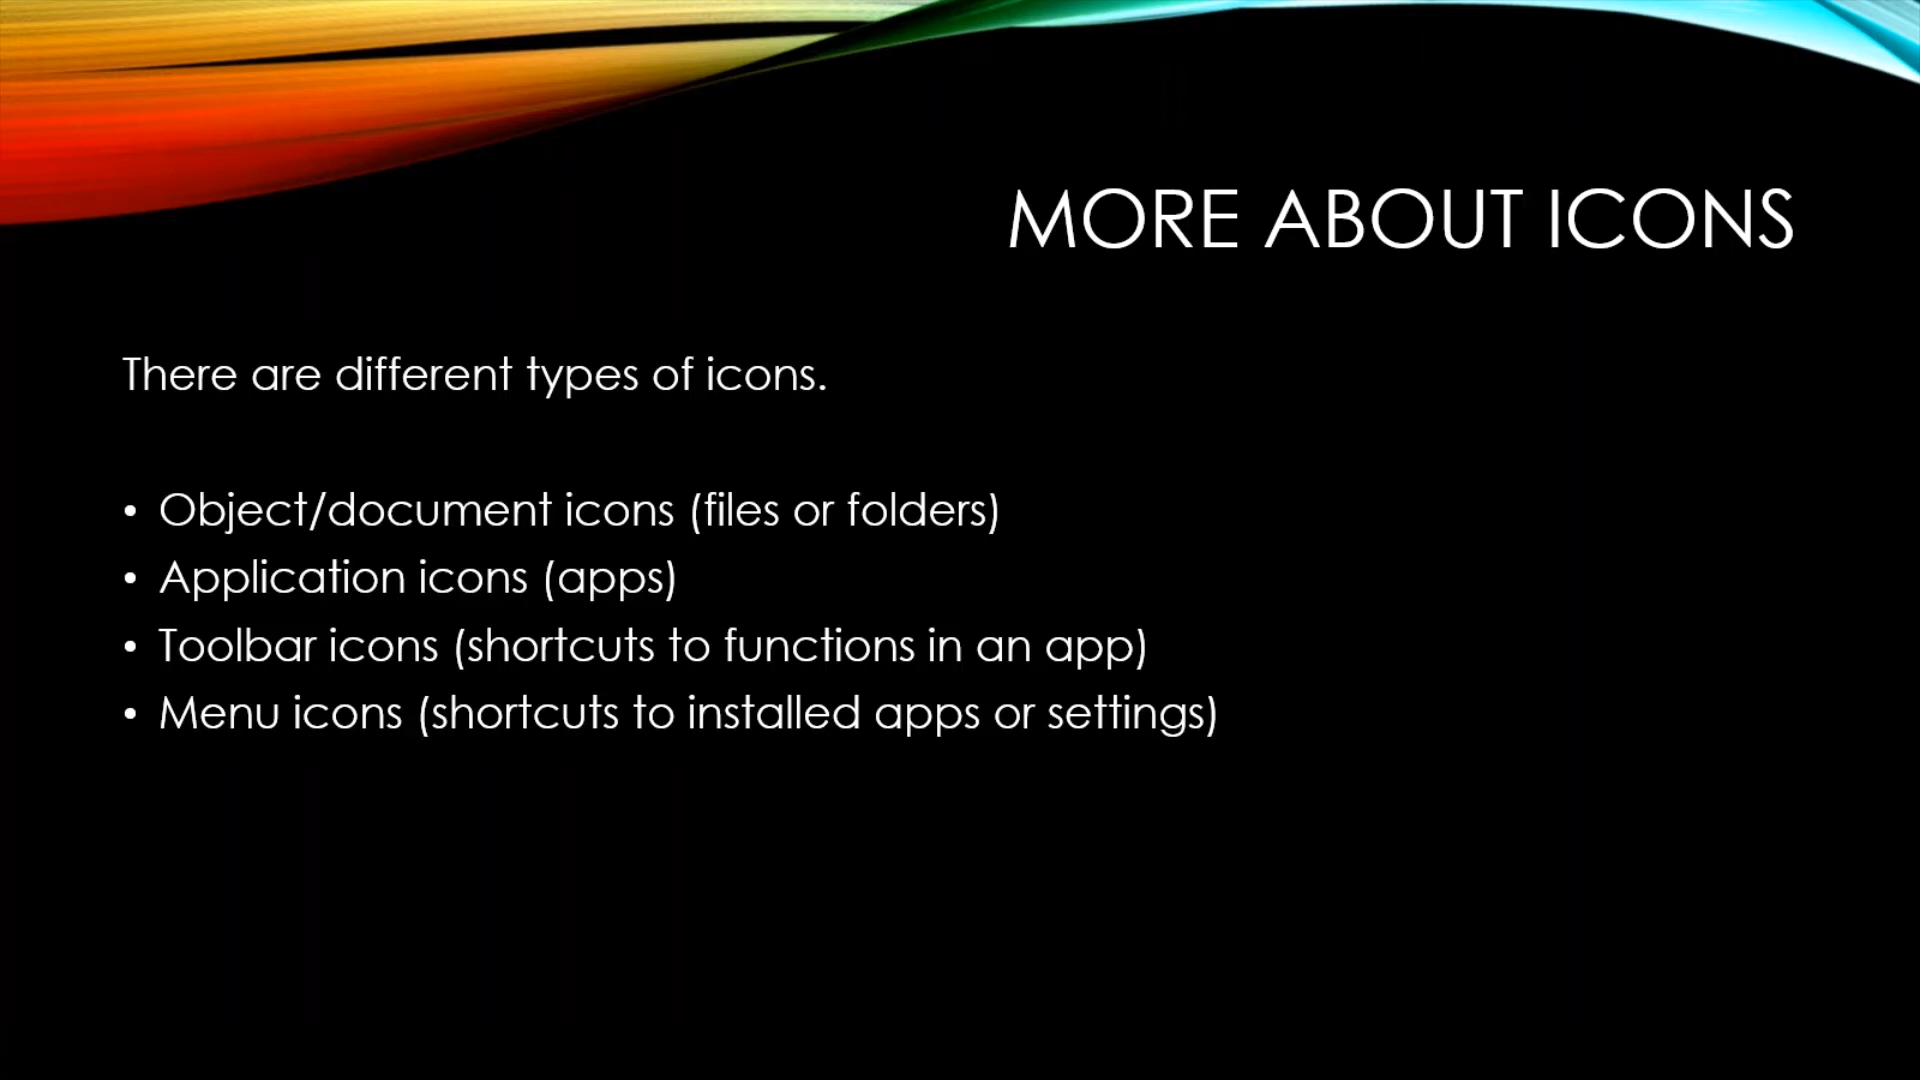 MORE ABOUT ICONS
There are different types of icons.
• Object/document icons (files or folders)
• Application icons (apps)
• Toolbar icons (shortcuts to functions in an app)
• Menu icons (shortcuts to installed apps or settings)